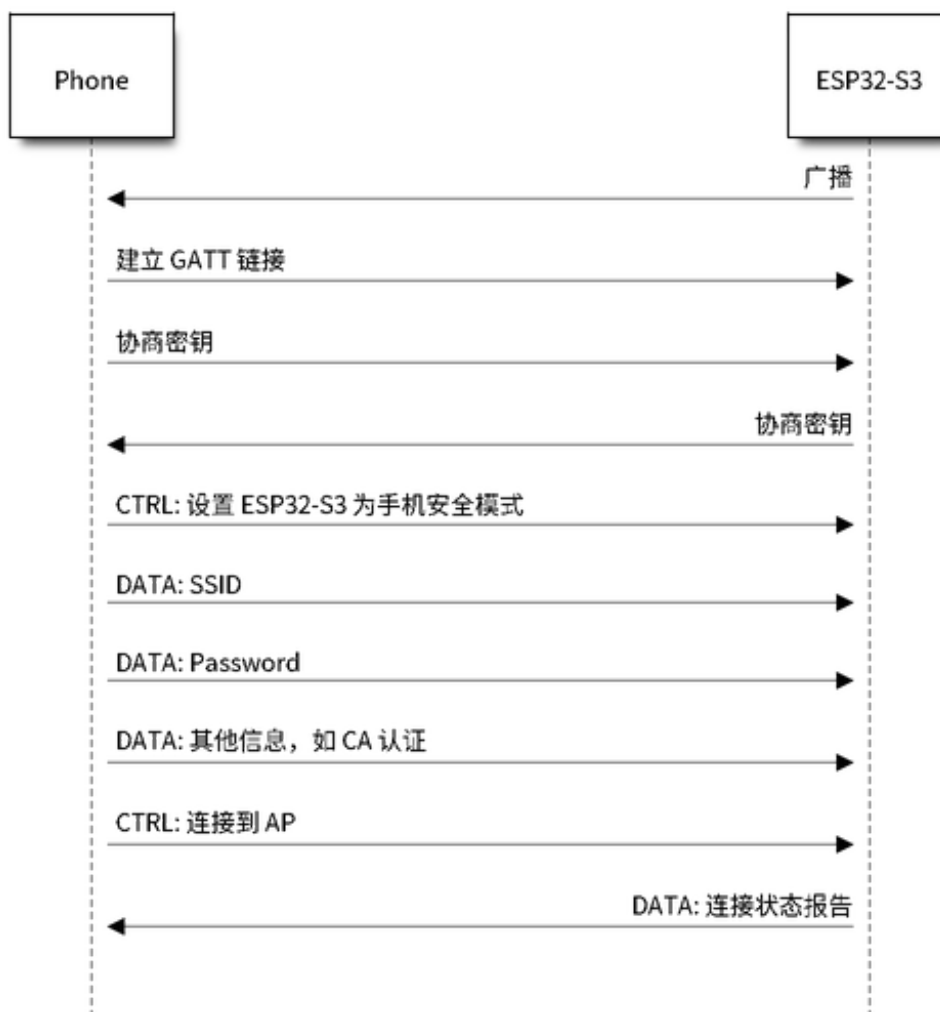 Phone
ESP32-S3
广播
建立 GATT 链接
协商密钥
协商密钥
CTRL: 设置 ESP32-S3 为手机安全模式
DATA: SSID
DATA: Password
DATA: 其他信息，如 CA 认证
CTRL: 连接到 AP
DATA: 连接状态报告